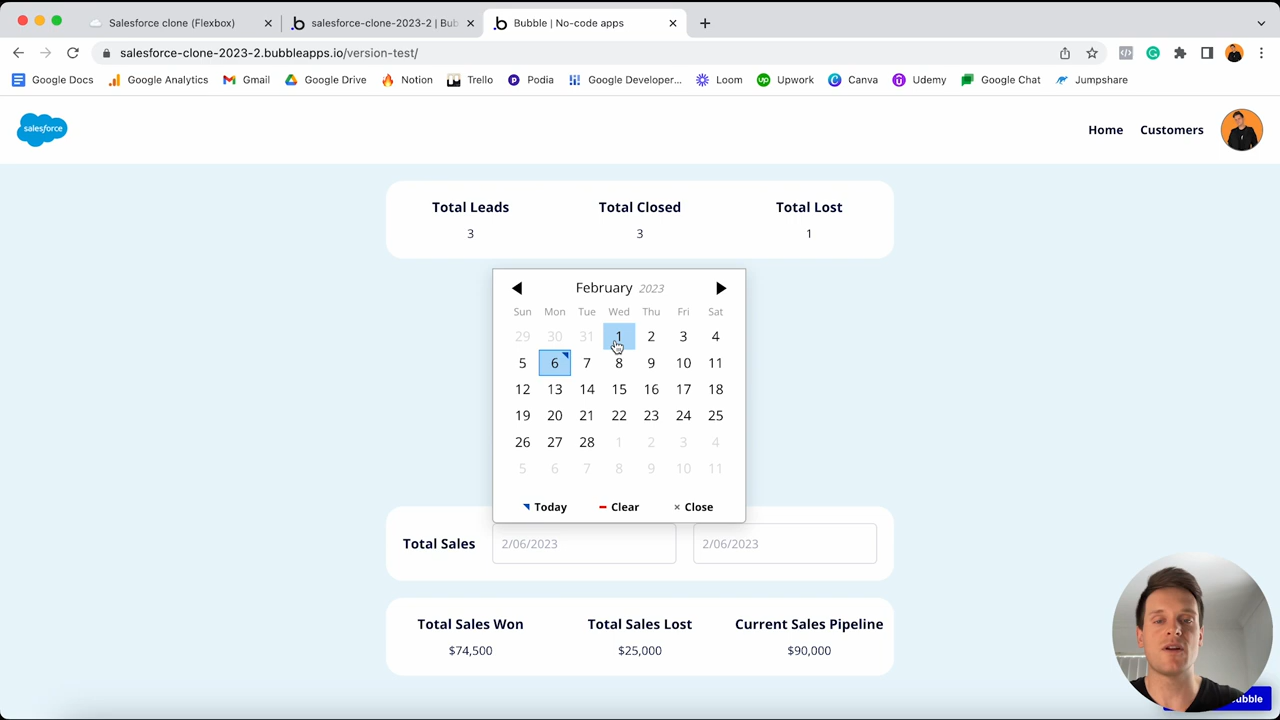 Salesforce clone (Flexbox)
salesforce-clone-2023-2 | Bub
Bubble | No-code apps
salesforce-clone-2023-2.bubbleapps.io/version-test/
Google Docs
Google Analytics
Gmail
Google Drive
Notion
Trello
Podia
Google Developer...
Loom
Upwork
Canva
Udemy
Google Chat
Jumpshare
salesforce
Home
Customers
Total Leads Total Closed Total Lost
3 3 1
February 2023
Sun Mon Tue Wed Thu Fri Sat
29 30 31 1 2 3 4
5 6 7 8 9 10 11
12 13 14 15 16 17 18
19 20 21 22 23 24 25
26 27 28 1 2 3 4
5 6 7 8 9 10 11
Today Clear × Close
Total Sales 2/06/2023 2/06/2023
Total Sales Won Total Sales Lost Current Sales Pipeline
$74,500 $25,000 $90,000